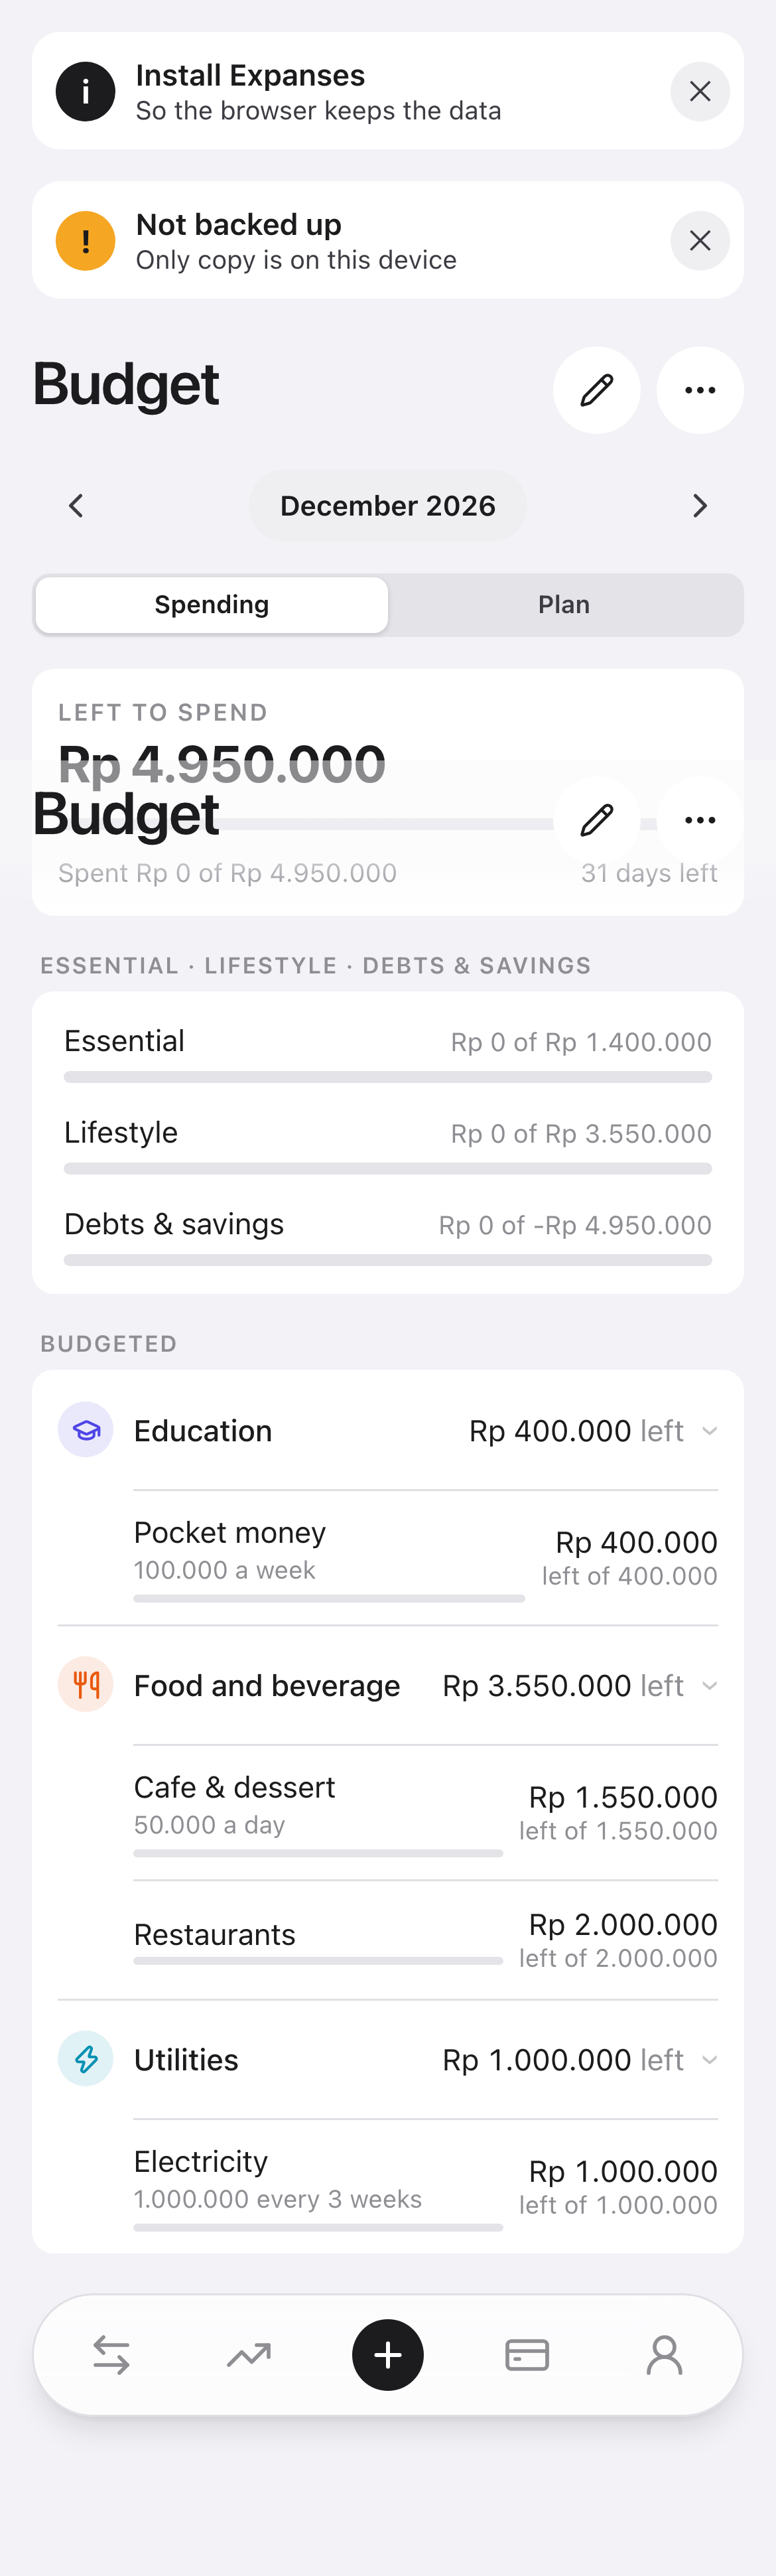 Install Expanses
So the browser keeps the data
Not backed up
Only copy is on this device
Budget
December 2026
Spending
Plan
LEFT TO SPEND
Rp 4.950.000
Budget
Spent Rp 0 of Rp 4.950.000
31 days left
ESSENTIAL · LIFESTYLE · DEBTS & SAVINGS
Essential
Rp 0 of Rp 1.400.000
Lifestyle
Rp 0 of Rp 3.550.000
Debts & savings
Rp 0 of -Rp 4.950.000
BUDGETED
Education
Rp 400.000 left
Pocket money
Rp 400.000
100.000 a week
left of 400.000
Food and beverage
Rp 3.550.000 left
Cafe & dessert
Rp 1.550.000
50.000 a day
left of 1.550.000
Restaurants
Rp 2.000.000
left of 2.000.000
Utilities
Rp 1.000.000 left
Electricity
Rp 1.000.000
1.000.000 every 3 weeks
left of 1.000.000